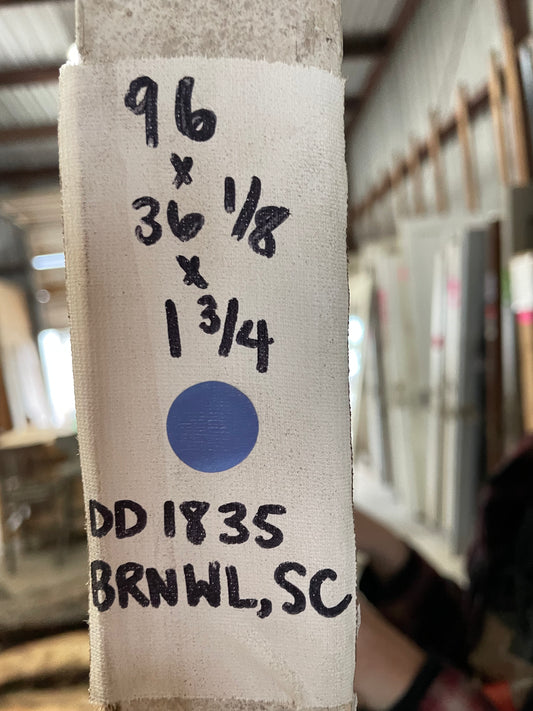 96
x
36 1/8
x
1 3/4
DD 1835
BRNWL, SC